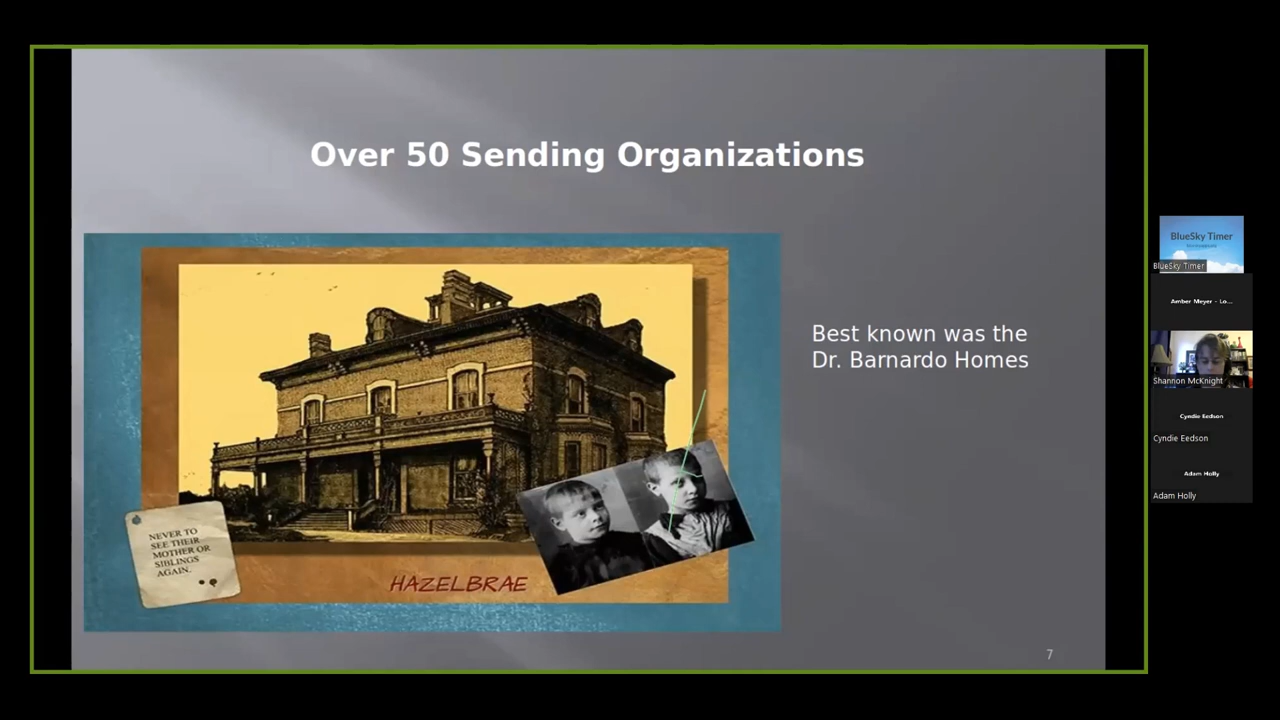 Over 50 Sending Organizations
Best known was the
Dr. Barnardo Homes
NEVER TO
SEE THEIR
MOTHER OR
SIBLINGS
AGAIN.
HAZELBRAE
7
BlueSky Timer
BlueSky Timer
Amber Meyer - Lo...
Shannon McKnight
Cyndie Eedson
Cyndie Eedson
Adam Holly
Adam Holly